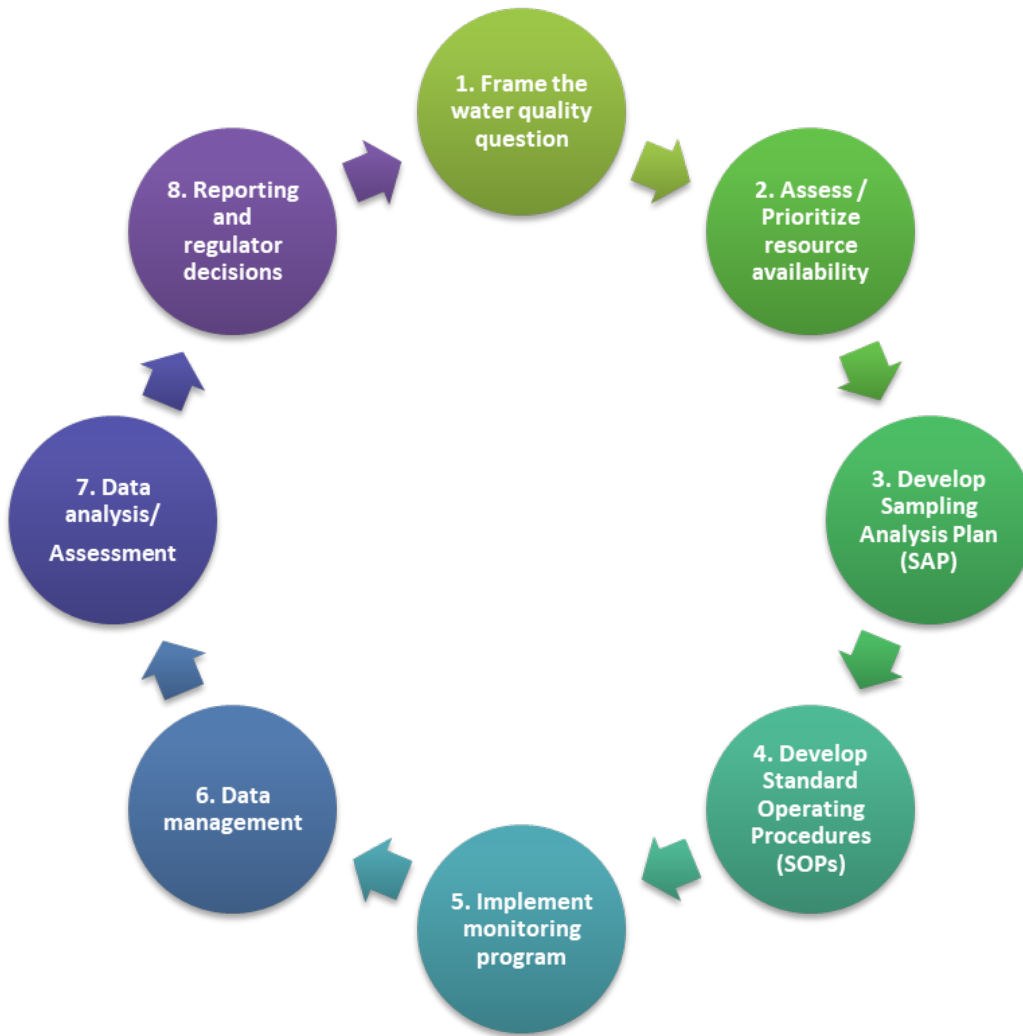 1. Frame the
water quality
question
2. Assess /
Prioritize
resource
availability
3. Develop
Sampling
Analysis Plan
(SAP)
4. Develop
Standard
Operating
Procedures
(SOPs)
5. Implement
monitoring
program
6. Data
management
7. Data
analysis/
Assessment
8. Reporting
and
regulator
decisions